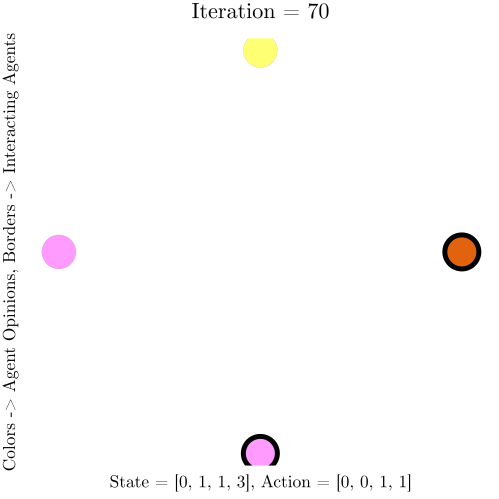 Iteration = 70
Colors -> Agent Opinions, Borders -> Interacting Agents
State = [0, 1, 1, 3], Action = [0, 0, 1, 1]